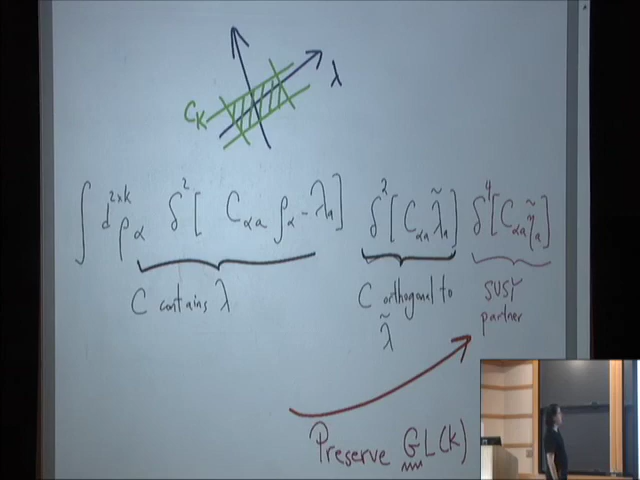 λ
C_K
∫ d^{2×k} ρ_α δ^2 [ C_{αa} ρ_α - λ_a ] δ^2 [ C_{αa} λ̃_a ] δ^4 [ C_{αa} η̃_a ]
C contains λ
C orthogonal to
λ̃
SUSY
partner
Preserve GL(k)